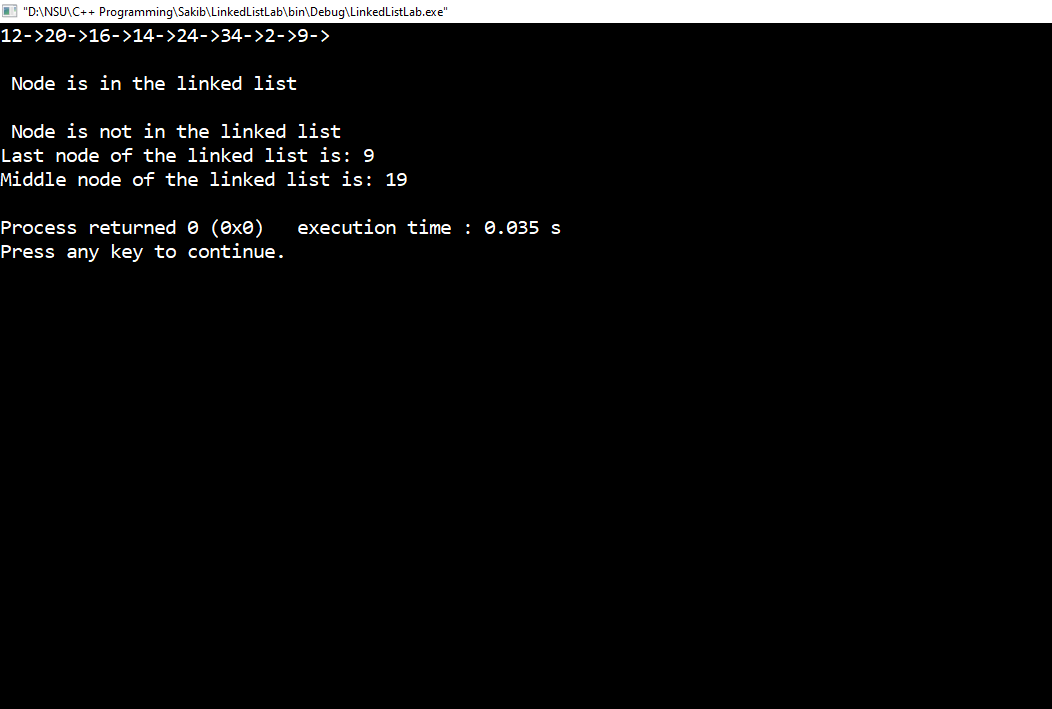 "D:\NSU\C++ Programming\Sakib\LinkedListLab\bin\Debug\LinkedListLab.exe"
12->20->16->14->24->34->2->9->
Node is in the linked list
Node is not in the linked list
Last node of the linked list is: 9
Middle node of the linked list is: 19
Process returned 0 (0x0)   execution time : 0.035 s
Press any key to continue.